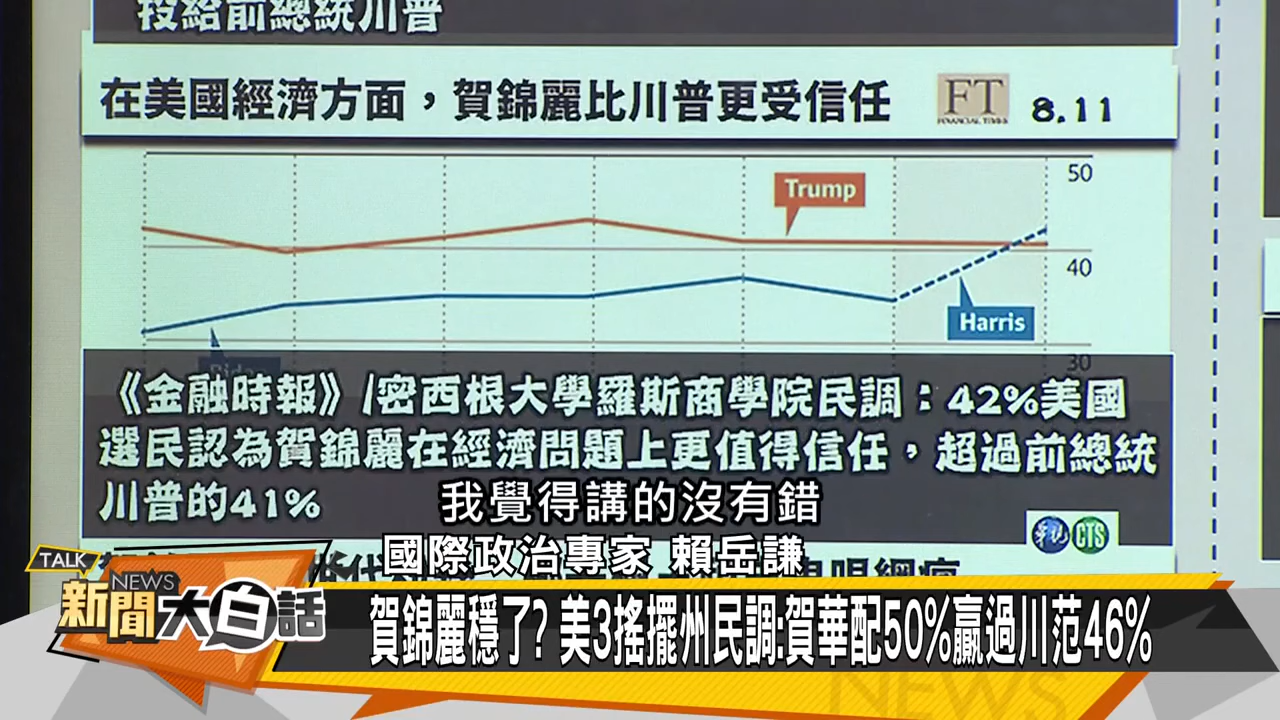 投給前總統川普
在美國經濟方面，賀錦麗比川普更受信任
FT
FINANCIAL TIMES
8.11
50
Trump
40
Harris
30
《金融時報》/密西根大學羅斯商學院民調：42%美國
選民認為賀錦麗在經濟問題上更值得信任，超過前總統
川普的41%
我覺得講的沒有錯
華視 CTS
國際政治專家 賴岳謙
TALK
NEWS
新聞大白話
賀錦麗穩了? 美3搖擺州民調:賀華配50%贏過川范46%
NEWS